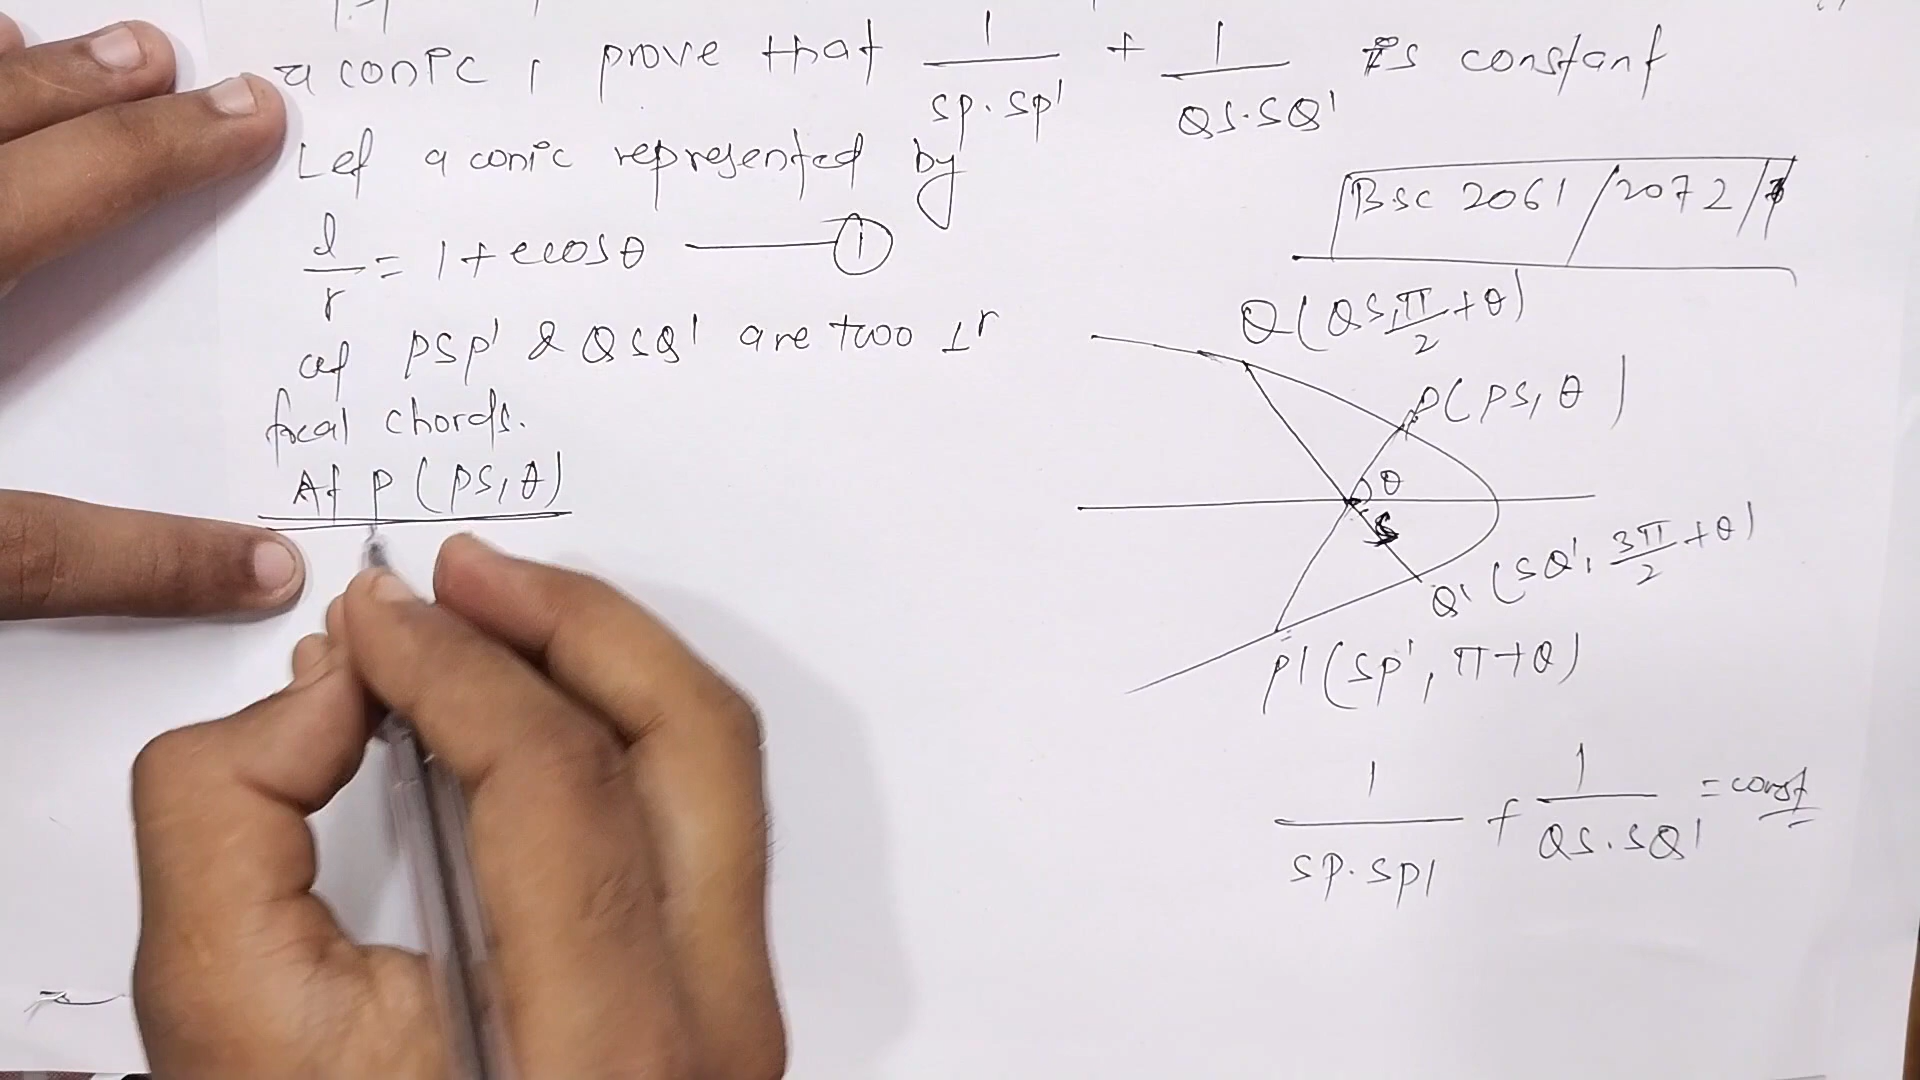 a conic, prove that 1/SP.SP' + 1/QS.SQ' is constant
Let a conic represented by
l/r = 1+ecosθ ——— ①
Let PSP' & QSQ' are two ⊥r
focal chords.
At P(PS,θ)
BSC 2061/2072/
Q(QS,π/2+θ)
P(PS,θ)
θ
S
Q'(SQ',3π/2+θ)
P'(SP',π+θ)
1/SP.SP' + 1/QS.SQ' = const